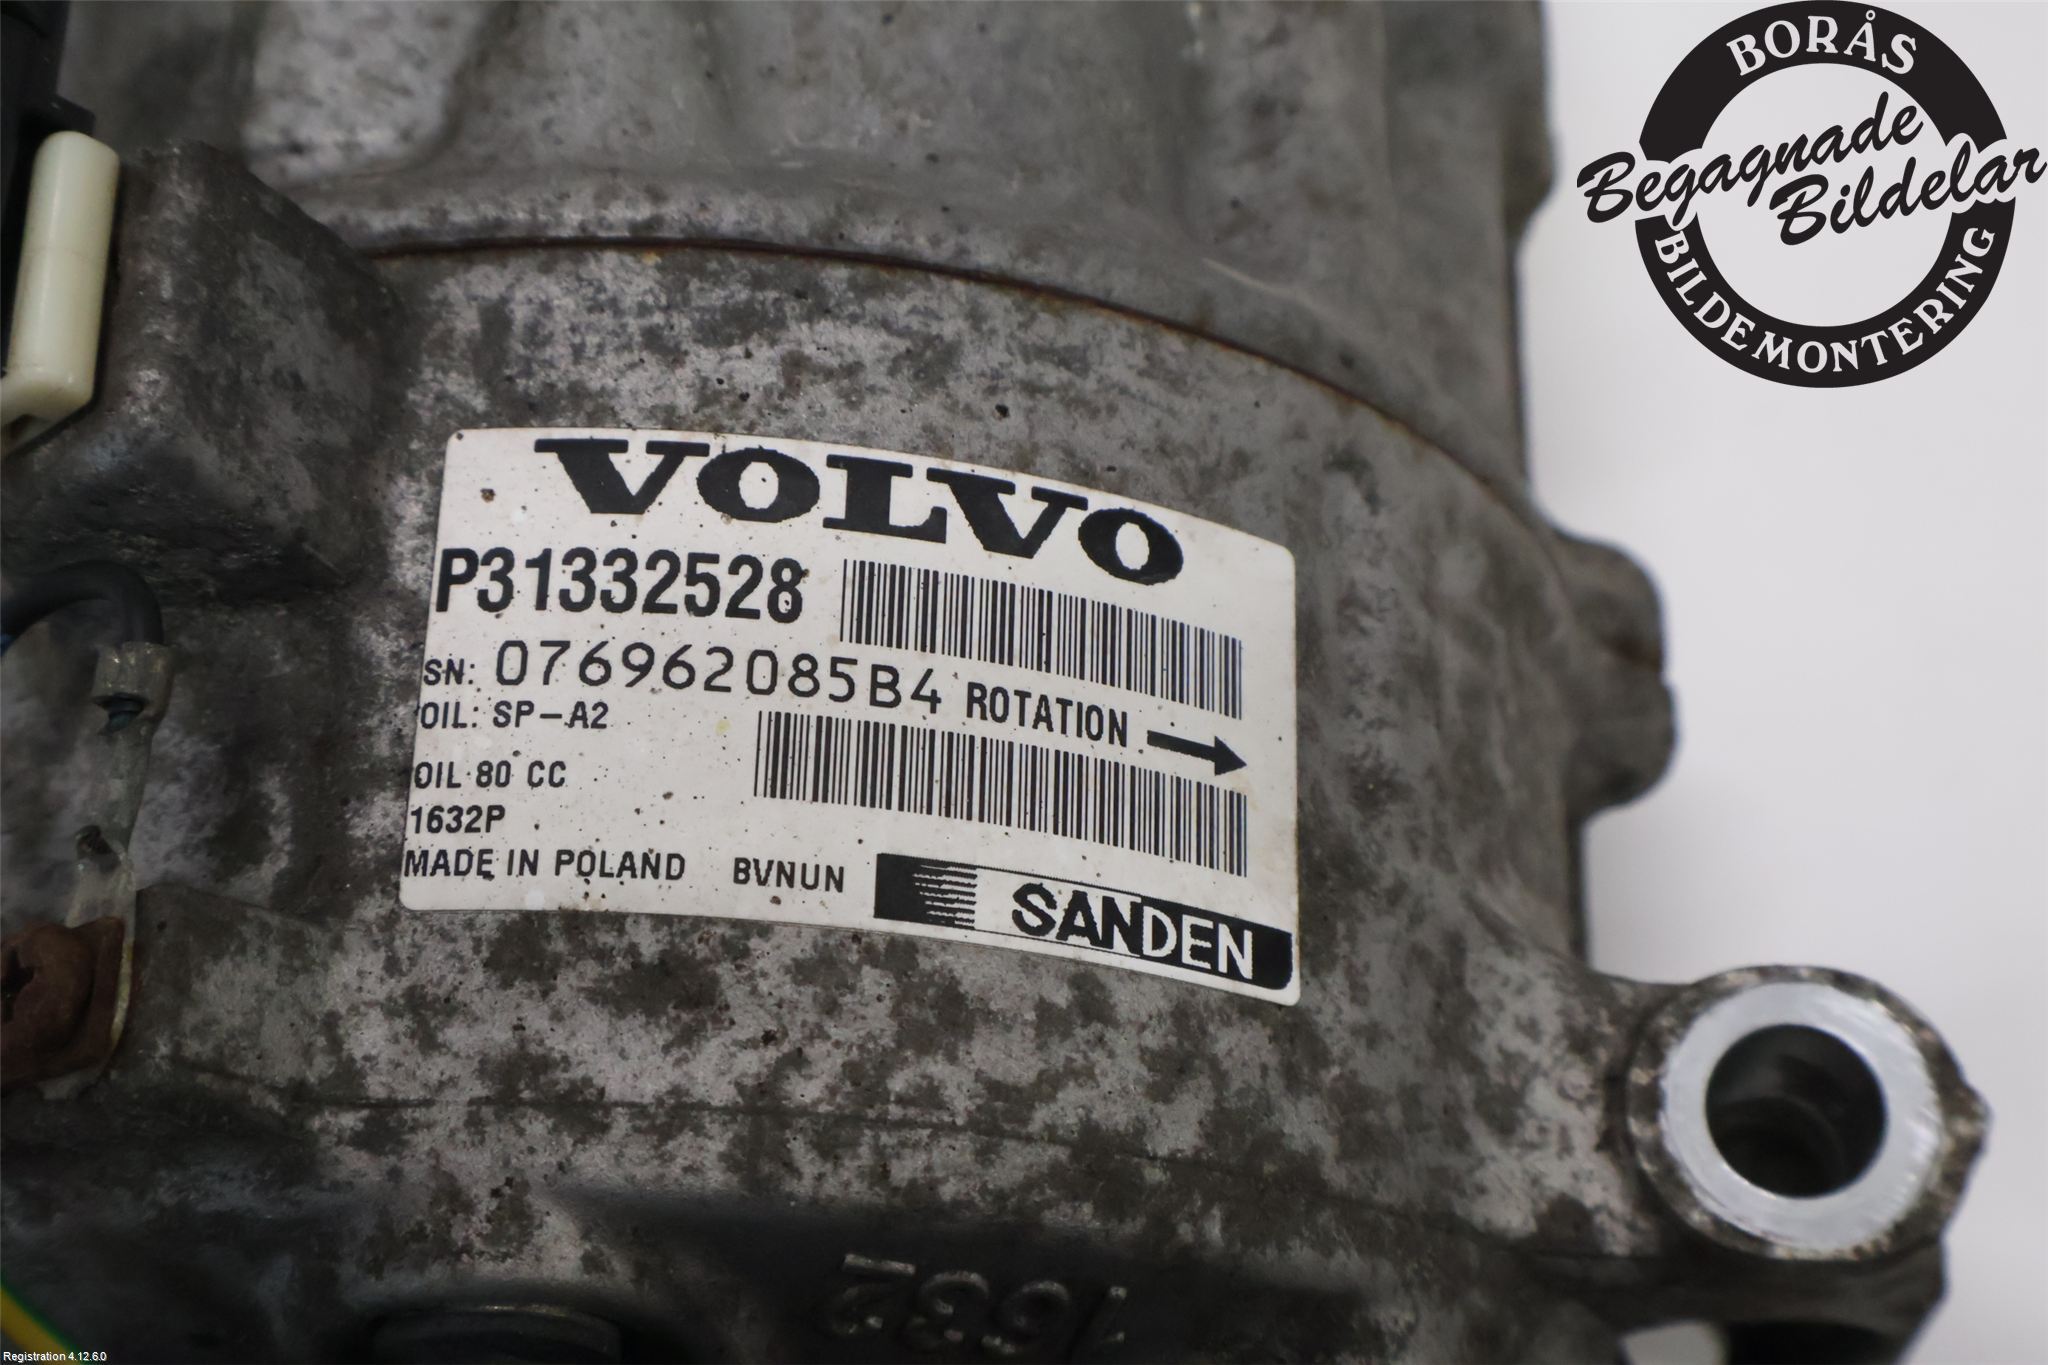 BORÅS
Begagnade
Bildelar
BILDEMONTERING
VOLVO
P31332528
SN: 076962085B4 ROTATION
OIL: SP-A2
OIL 80 CC
1632P
MADE IN POLAND BVNUN
SANDEN
1632
Registration 4.12.6.0